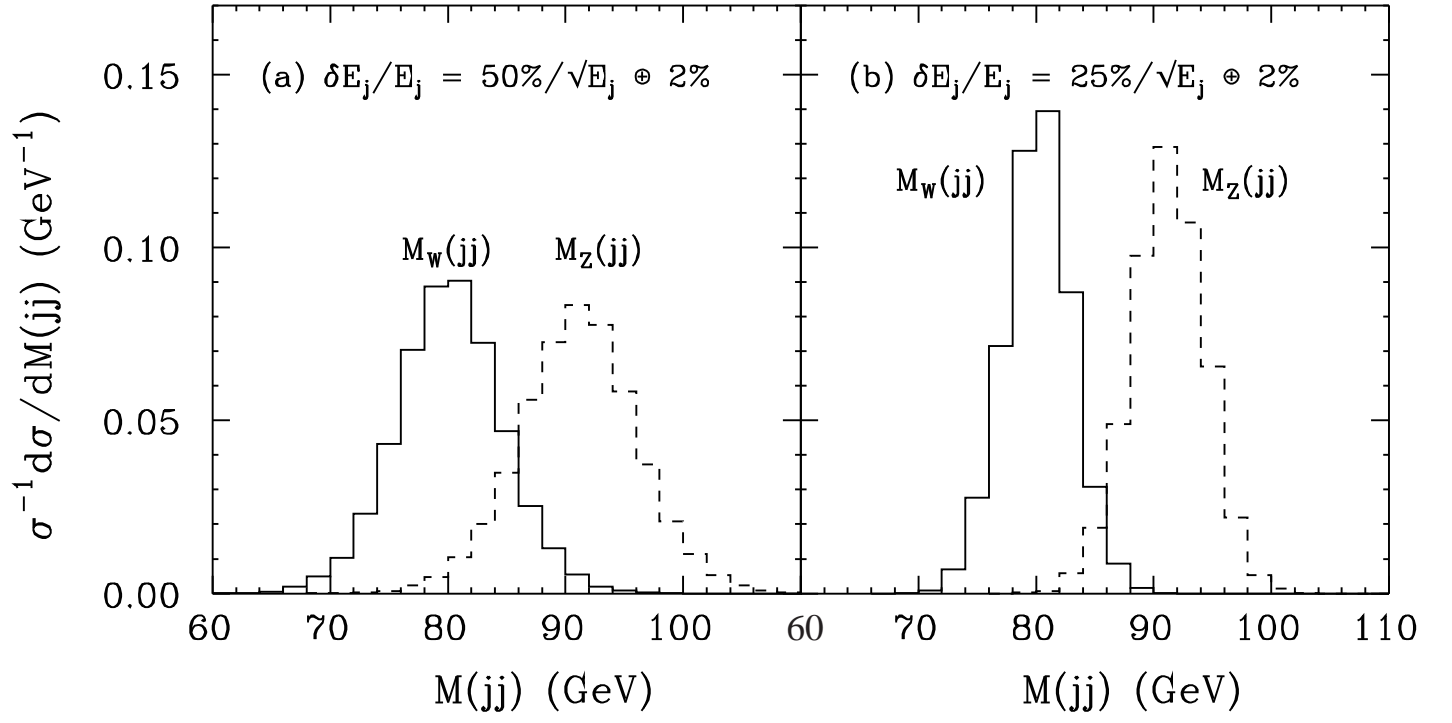 σ⁻¹dσ/dM(jj) (GeV⁻¹)
0.15
0.10
0.05
0.00
(a) δE_j/E_j = 50%/√E_j ⊕ 2%
M_W(jj)
M_Z(jj)
60
70
80
90
100
M(jj) (GeV)
(b) δE_j/E_j = 25%/√E_j ⊕ 2%
M_W(jj)
M_Z(jj)
60
70
80
90
100
110
M(jj) (GeV)